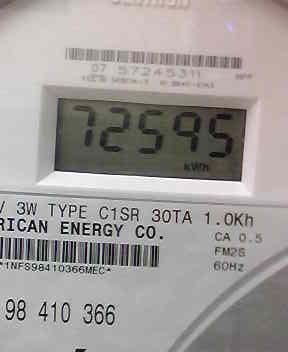 07 57245311
72595
kWh
V 3W TYPE C1SR 30TA 1.0Kh
RICAN ENERGY CO.
CA 0.5
FM2S
60Hz
*1NFS98410366MEC*
98 410 366